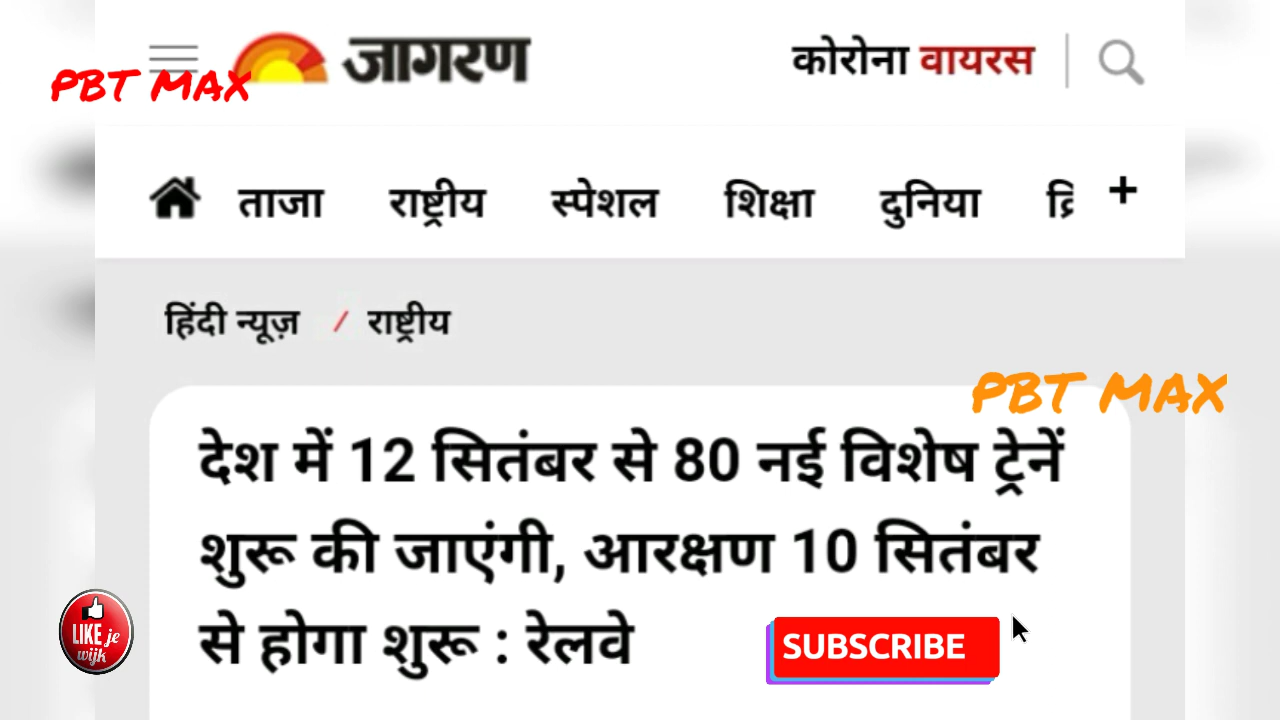 जागरण
कोरोना वायरस
PBT MAX
ताजा राष्ट्रीय स्पेशल शिक्षा दुनिया क्रि +
हिंदी न्यूज़ / राष्ट्रीय
PBT MAX
देश में 12 सितंबर से 80 नई विशेष ट्रेनें
शुरू की जाएंगी, आरक्षण 10 सितंबर
से होगा शुरू : रेलवे
LIKE je
wijk
SUBSCRIBE